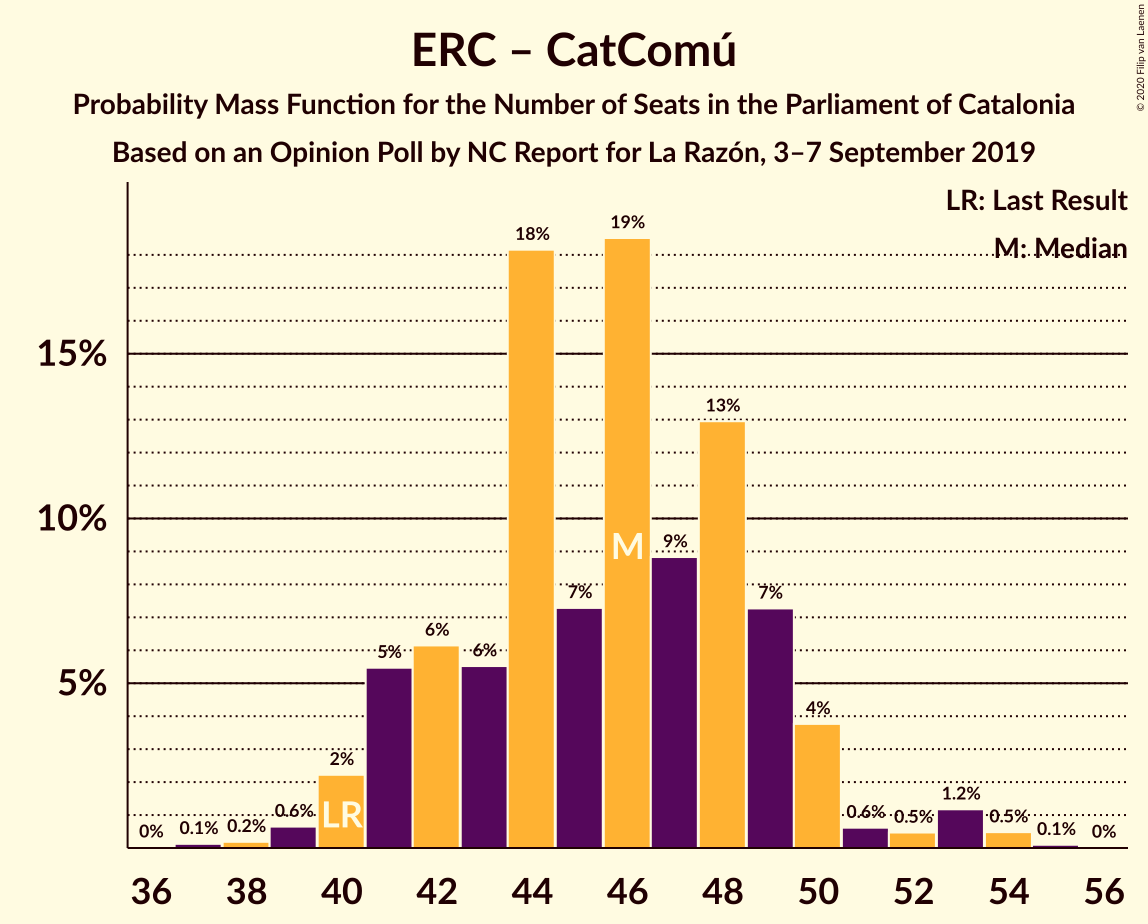 © 2020 Filip van Laenen
ERC – CatComú
Probability Mass Function for the Number of Seats in the Parliament of Catalonia
Based on an Opinion Poll by NC Report for La Razón, 3–7 September 2019
LR: Last Result
M: Median
19%
18%
15%
13%
10%
M
9%
7%
7%
6%
6%
5%
5%
4%
2%
1.2%
0.6%
LR
0.6%
0.5%
0.5%
0%
0.1%
0.2%
0.1%
0%
36 38 40 42 44 46 48 50 52 54 56